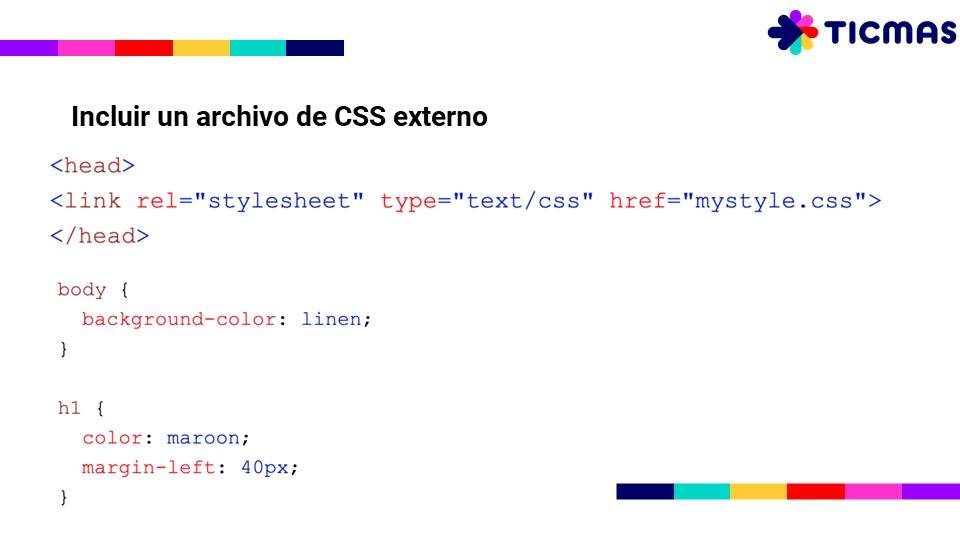 TICMAS
Incluir un archivo de CSS externo
<head>
<link rel="stylesheet" type="text/css" href="mystyle.css">
</head>
body {
  background-color: linen;
}
h1 {
  color: maroon;
  margin-left: 40px;
}